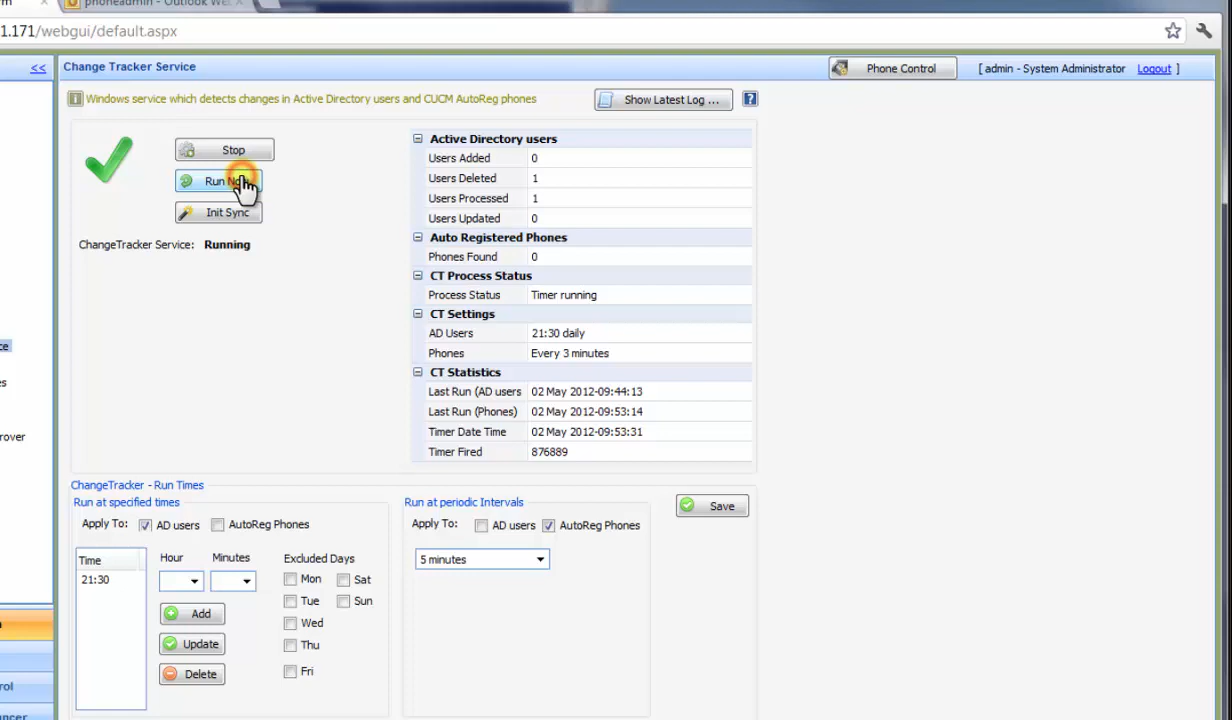 phoneadmin - Outlook Web
1.171/webgui/default.aspx
<<
Change Tracker Service
Phone Control
[ admin - System Administrator Logout ]
Windows service which detects changes in Active Directory users and CUCM AutoReg phones
Show Latest Log ...
?
Stop
Run
Init Sync
ChangeTracker Service: Running
Active Directory users
Users Added 0
Users Deleted 1
Users Processed 1
Users Updated 0
Auto Registered Phones
Phones Found 0
CT Process Status
Process Status Timer running
CT Settings
AD Users 21:30 daily
Phones Every 3 minutes
CT Statistics
Last Run (AD users 02 May 2012-09:44:13
Last Run (Phones) 02 May 2012-09:53:14
Timer Date Time 02 May 2012-09:53:31
Timer Fired 876889
ChangeTracker - Run Times
Run at specified times
Apply To: AD users AutoReg Phones
Time
21:30
Hour Minutes
Add
Update
Delete
Excluded Days
Mon Sat
Tue Sun
Wed
Thu
Fri
Run at periodic Intervals
Apply To: AD users AutoReg Phones
5 minutes
Save
ce
es
rover
rol